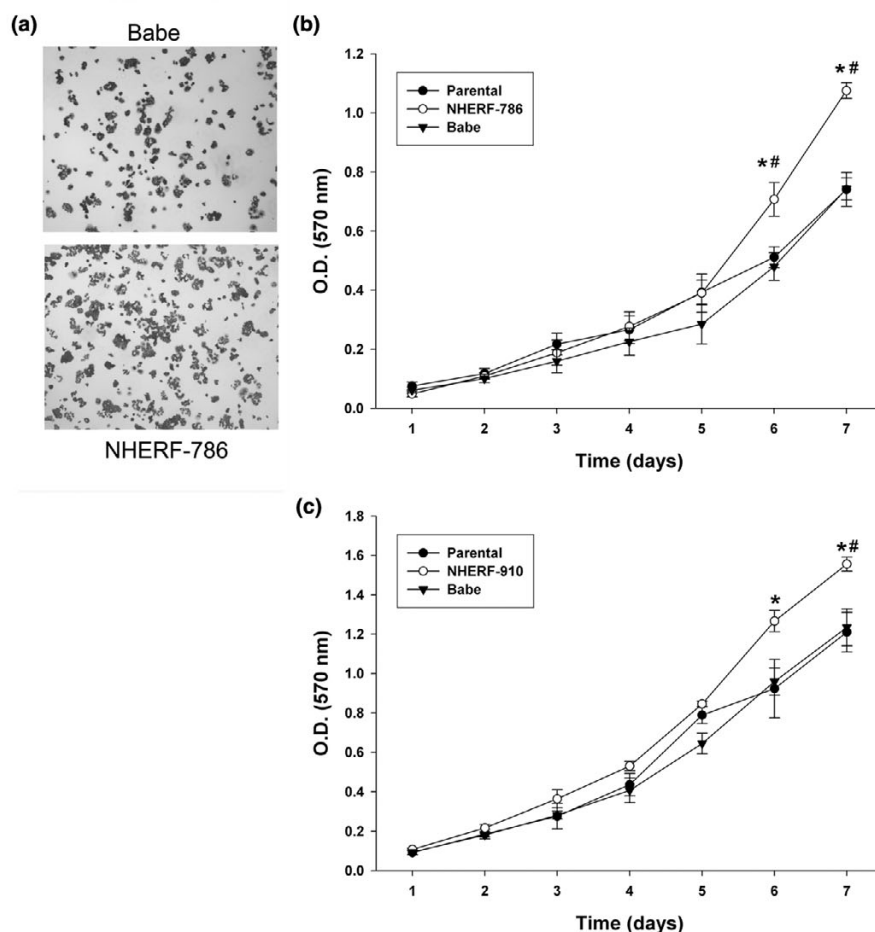 (a)
Babe
NHERF-786
(b)
1.2
1.0
0.8
0.6
0.4
0.2
0.0
O.D. (570 nm)
Parental
NHERF-786
Babe
*#
*#
1 2 3 4 5 6 7
Time (days)
(c)
1.8
1.6
1.4
1.2
1.0
0.8
0.6
0.4
0.2
0.0
O.D. (570 nm)
Parental
NHERF-910
Babe
*
*#
1 2 3 4 5 6 7
Time (days)